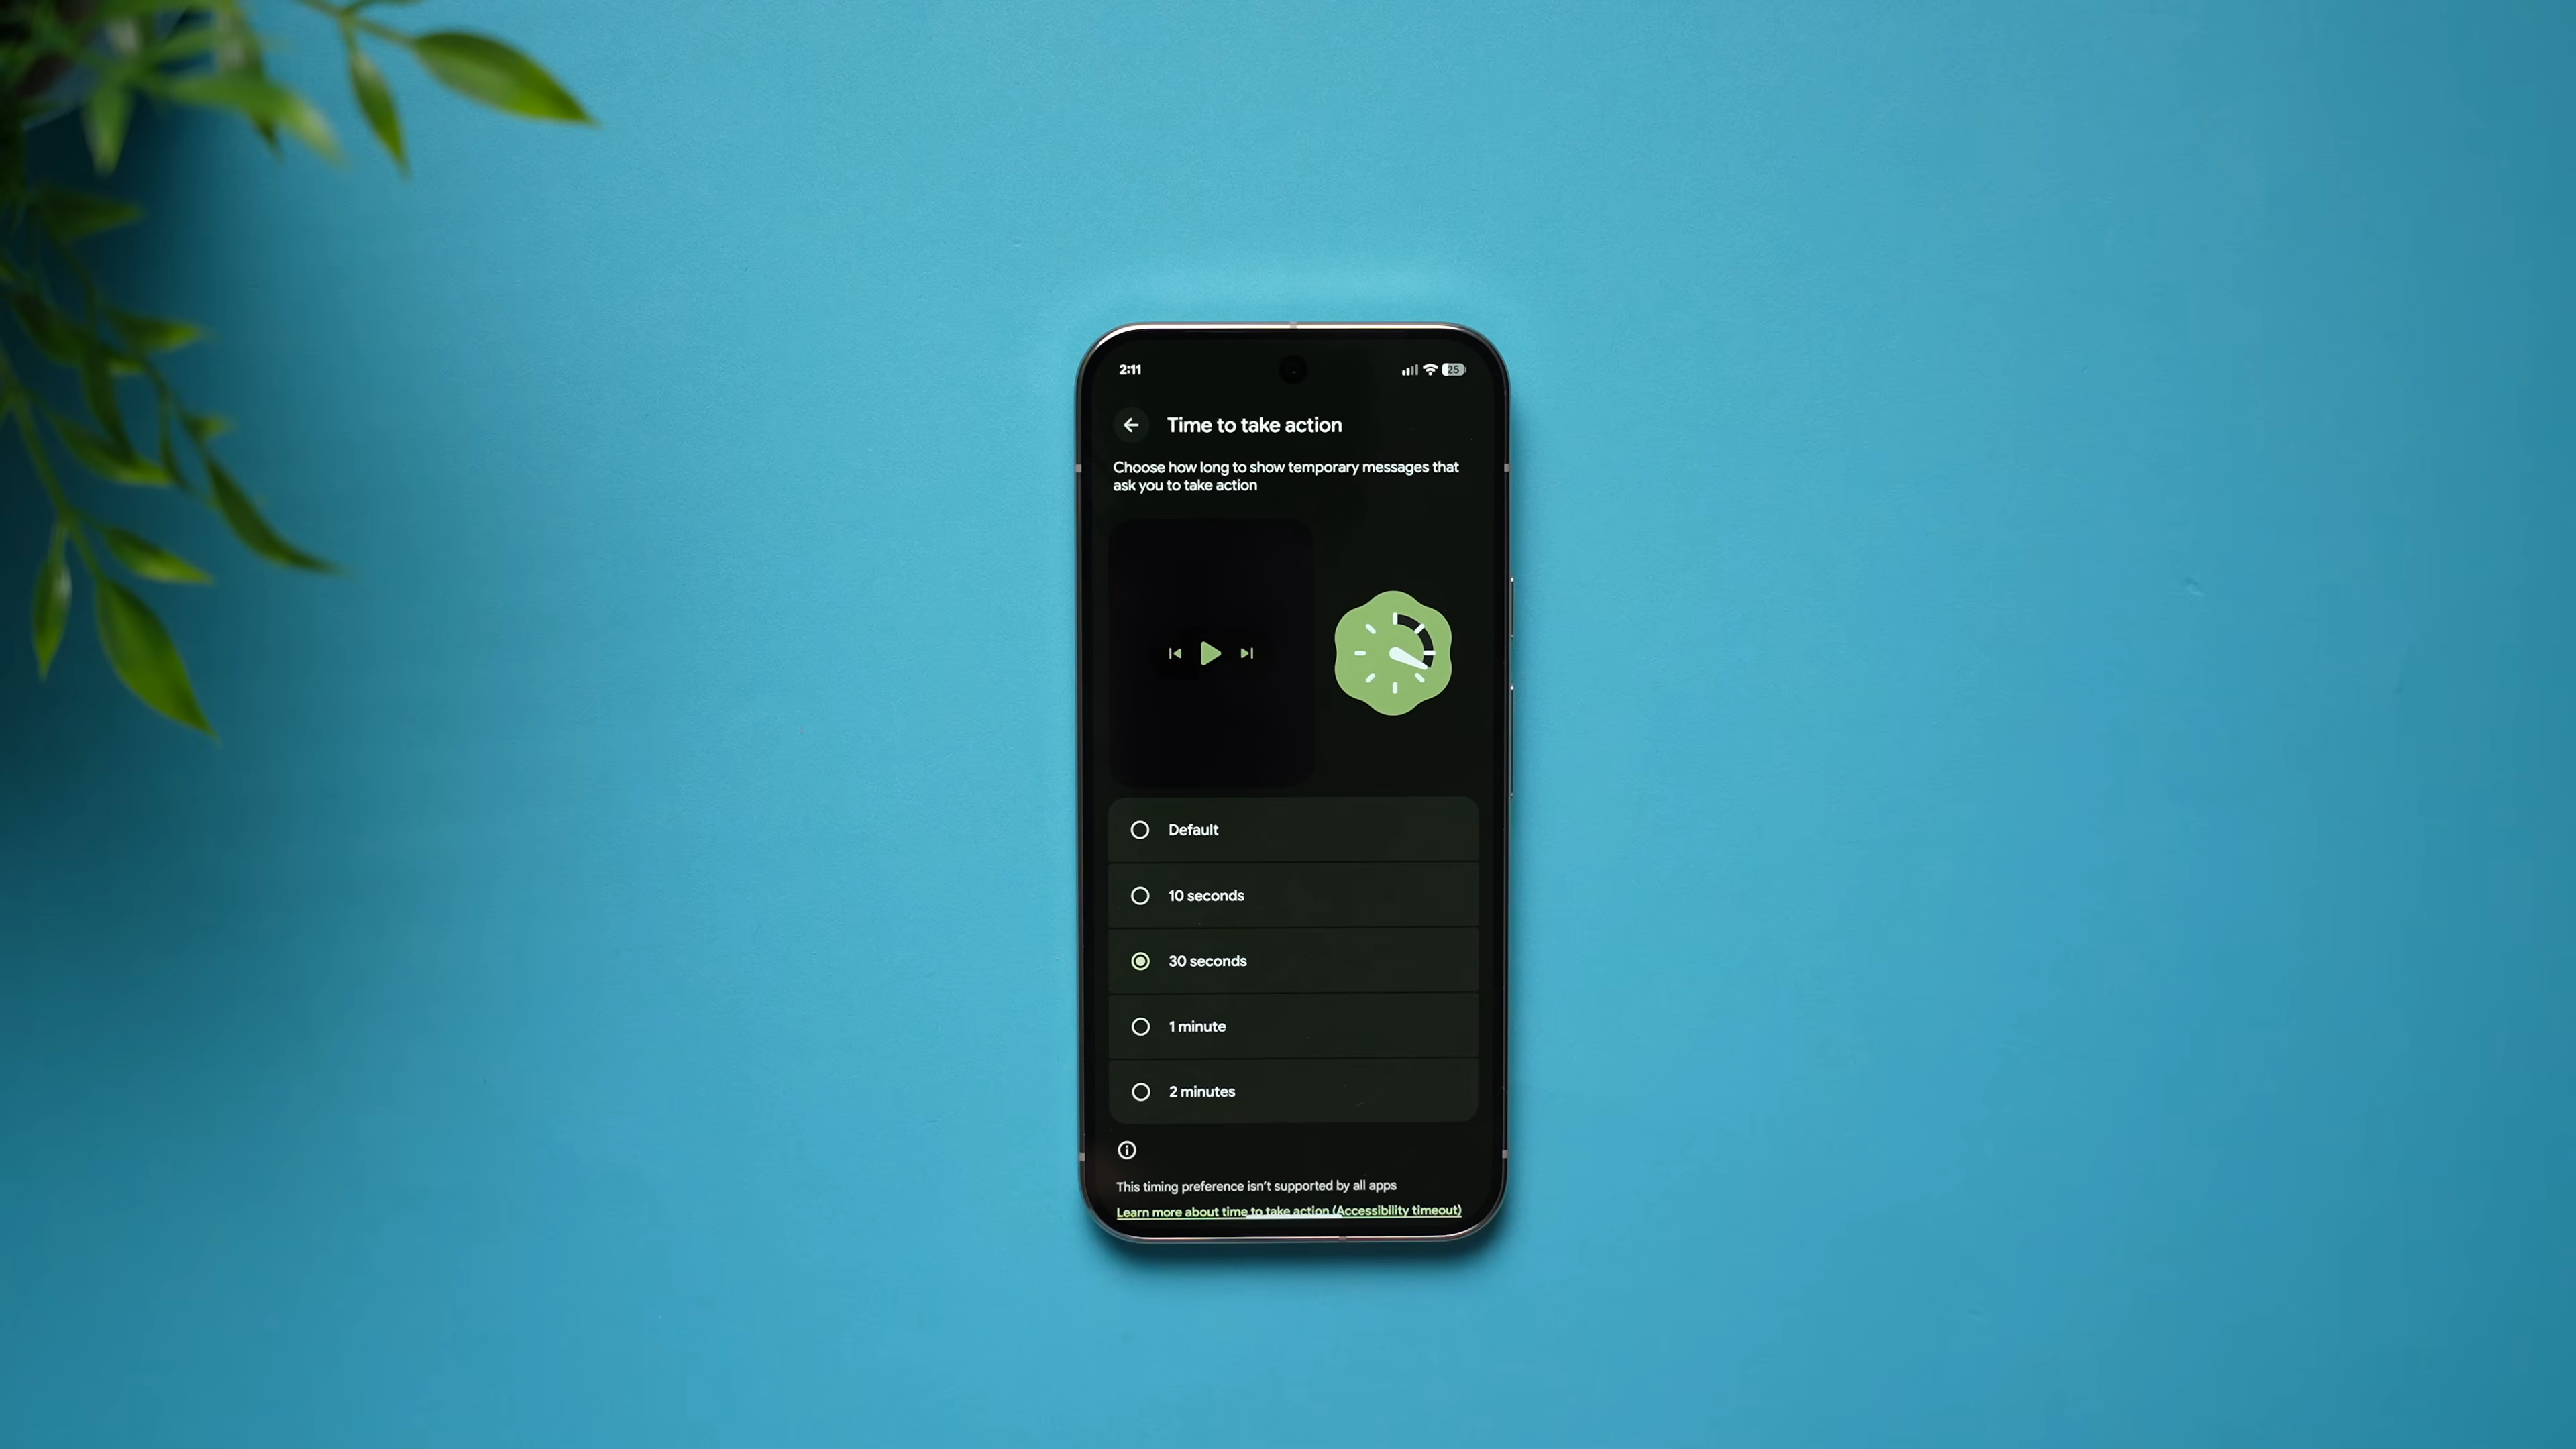 2:11
25
Time to take action
Choose how long to show temporary messages that
ask you to take action
Default
10 seconds
30 seconds
1 minute
2 minutes
This timing preference isn't supported by all apps
Learn more about time to take action (Accessibility timeout)